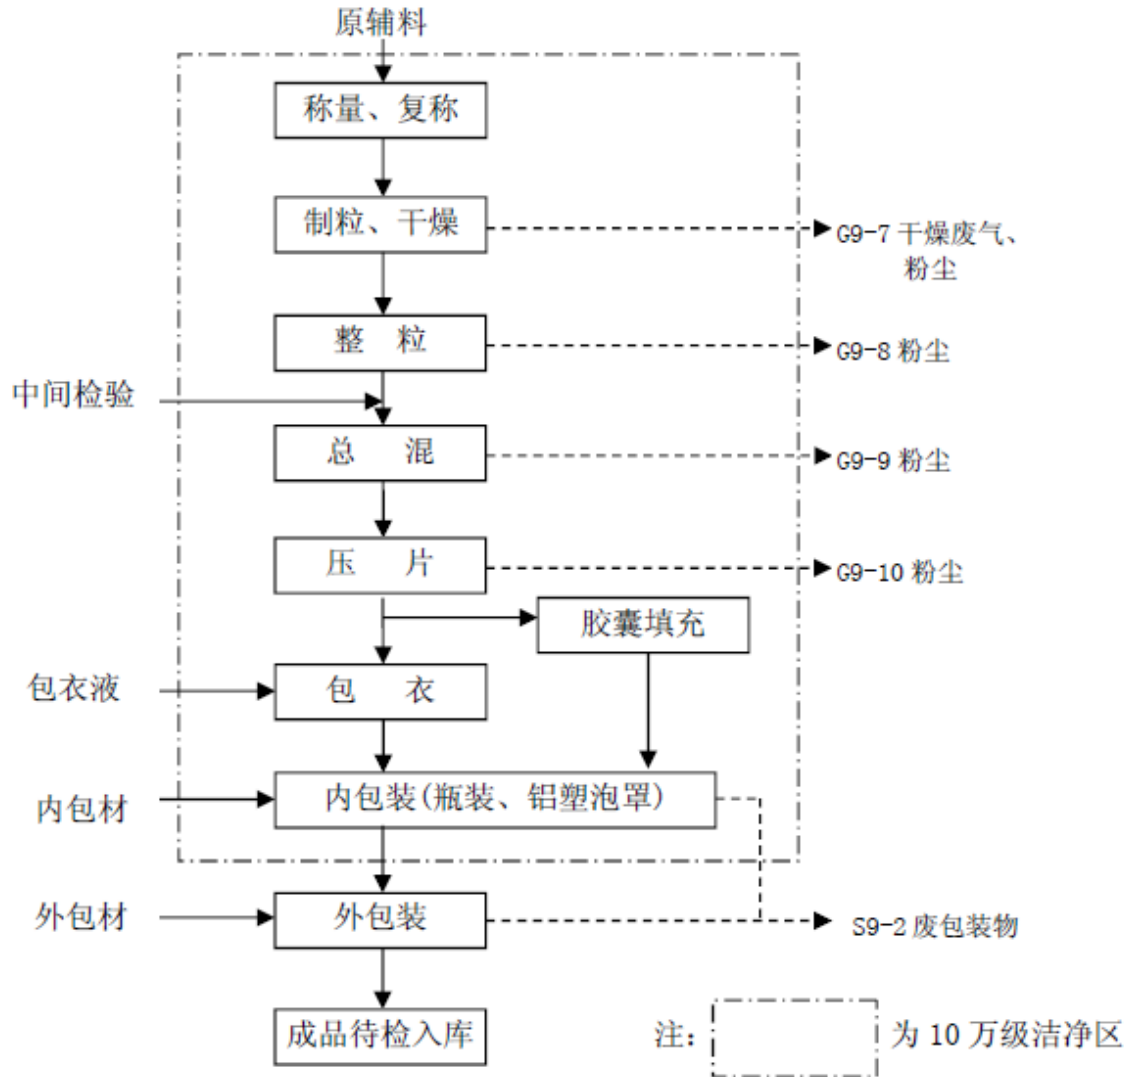 原辅料
称量、复称
制粒、干燥
G9-7 干燥废气、
粉尘
整 粒
G9-8 粉尘
中间检验
总 混
G9-9 粉尘
压 片
G9-10 粉尘
胶囊填充
包衣液
包 衣
内包材
内包装(瓶装、铝塑泡罩)
外包材
外包装
S9-2 废包装物
成品待检入库
注:
为 10 万级洁净区